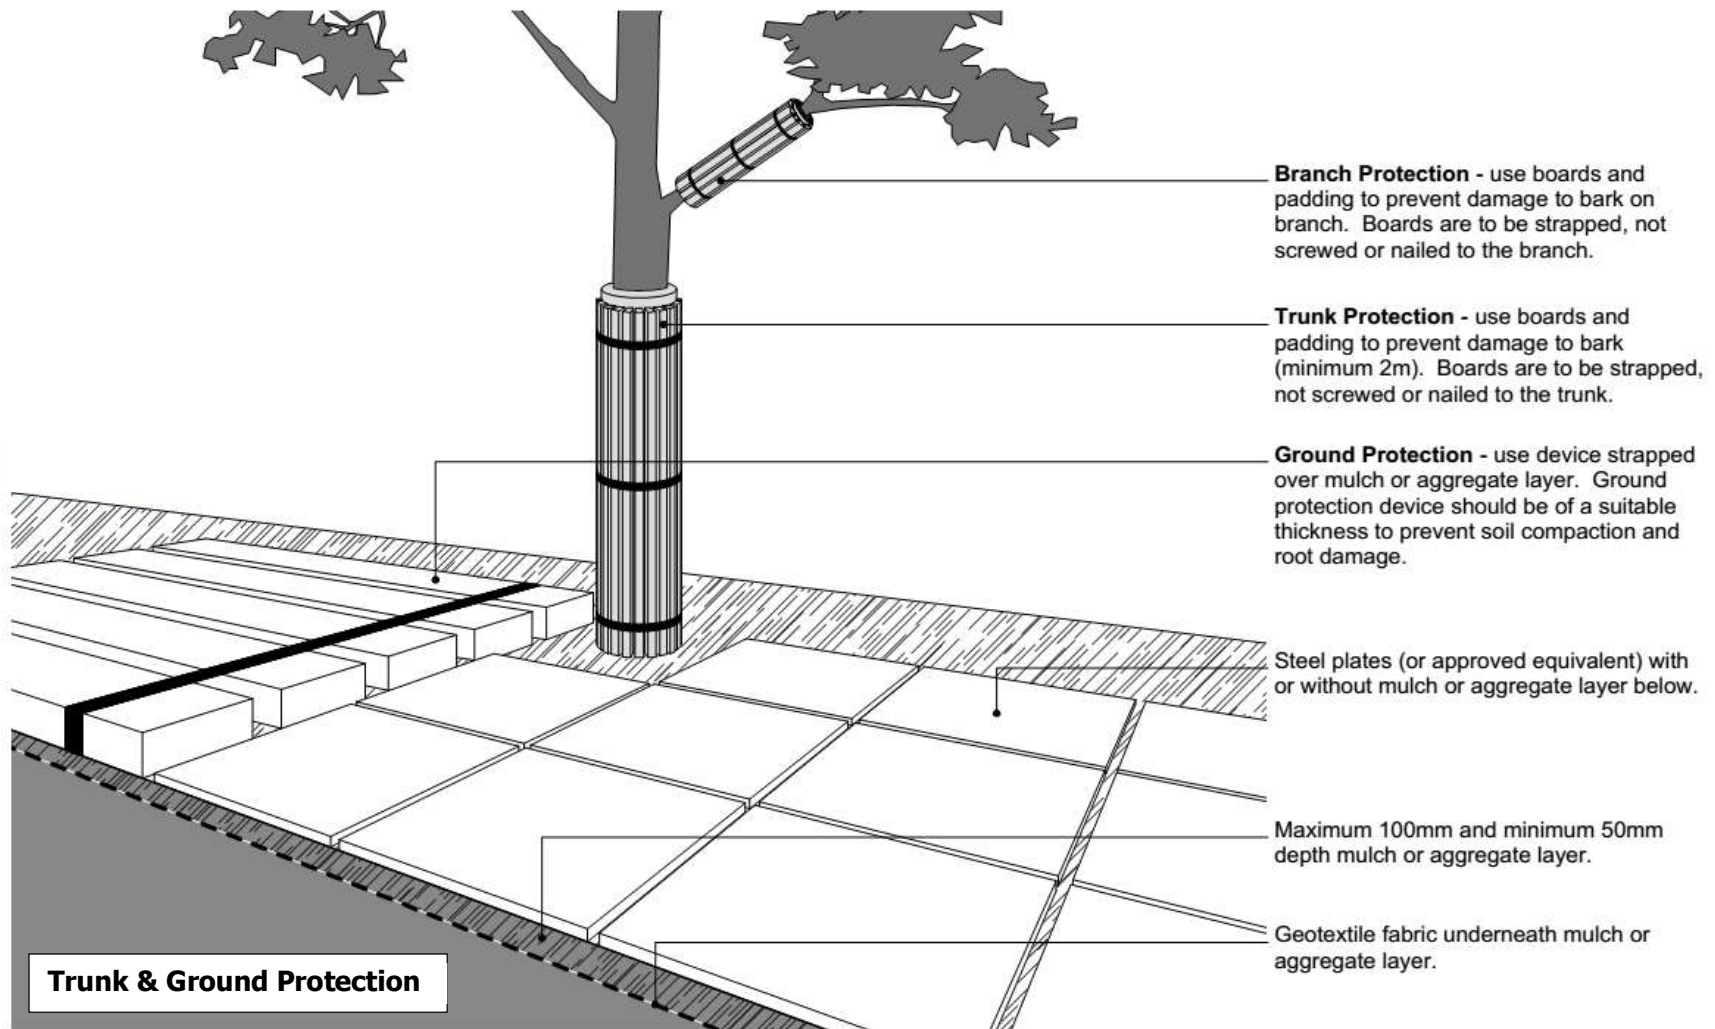 Branch Protection - use boards and
padding to prevent damage to bark on
branch. Boards are to be strapped, not
screwed or nailed to the branch.
Trunk Protection - use boards and
padding to prevent damage to bark
(minimum 2m). Boards are to be strapped,
not screwed or nailed to the trunk.
Ground Protection - use device strapped
over mulch or aggregate layer. Ground
protection device should be of a suitable
thickness to prevent soil compaction and
root damage.
Steel plates (or approved equivalent) with
or without mulch or aggregate layer below.
Maximum 100mm and minimum 50mm
depth mulch or aggregate layer.
Geotextile fabric underneath mulch or
aggregate layer.
Trunk & Ground Protection